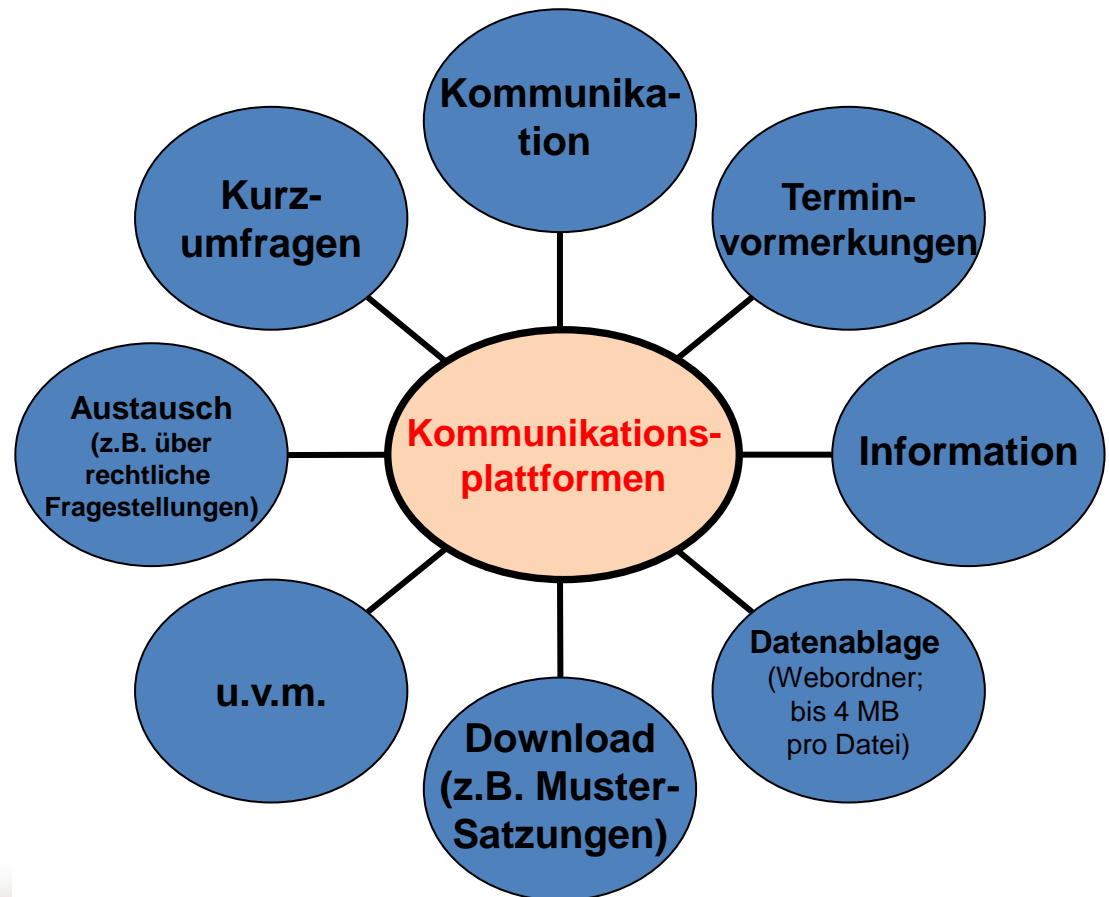 Kommunika-
tion
Kurz-
umfragen
Termin-
vormerkungen
Austausch
(z.B. über
rechtliche
Fragestellungen)
Kommunikations-
plattformen
Information
u.v.m.
Datenablage
(Webordner;
bis 4 MB
pro Datei)
Download
(z.B. Muster-
Satzungen)